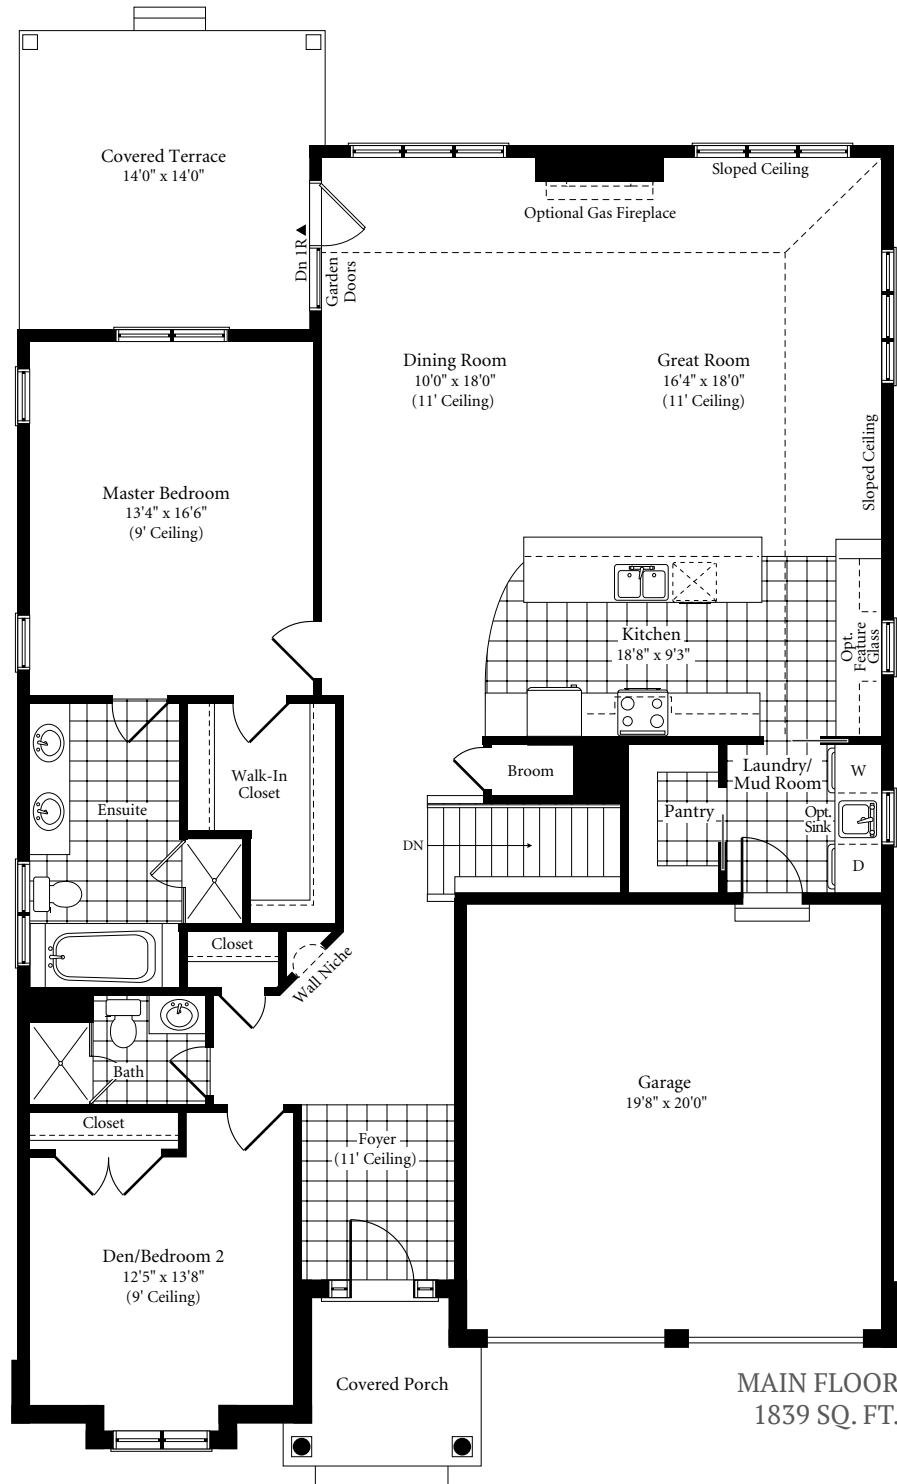 Covered Terrace
14'0" x 14'0"
Sloped Ceiling
Optional Gas Fireplace
Dn 1R
Garden
Doors
Dining Room
10'0" x 18'0"
(11' Ceiling)
Great Room
16'4" x 18'0"
(11' Ceiling)
Sloped Ceiling
Master Bedroom
13'4" x 16'6"
(9' Ceiling)
Kitchen
18'8" x 9'3"
Opt.
Feature
Glass
Walk-In
Closet
Ensuite
Broom
Laundry/
Mud Room
W
Pantry
Opt.
Sink
DN
D
Closet
Wall Niche
Bath
Garage
19'8" x 20'0"
Closet
Foyer
(11' Ceiling)
Den/Bedroom 2
12'5" x 13'8"
(9' Ceiling)
Covered Porch
MAIN FLOOR
1839 SQ. FT.